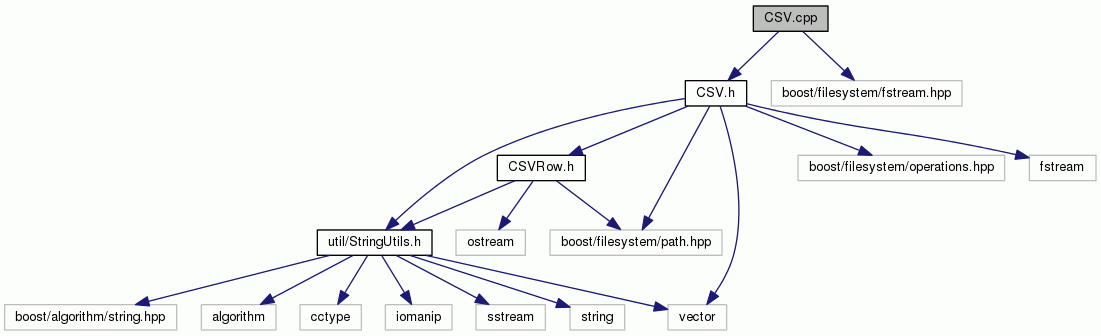 CSV.cpp
CSV.h
boost/filesystem/fstream.hpp
CSVRow.h
boost/filesystem/operations.hpp
fstream
util/StringUtils.h
ostream
boost/filesystem/path.hpp
boost/algorithm/string.hpp
algorithm
cctype
iomanip
sstream
string
vector